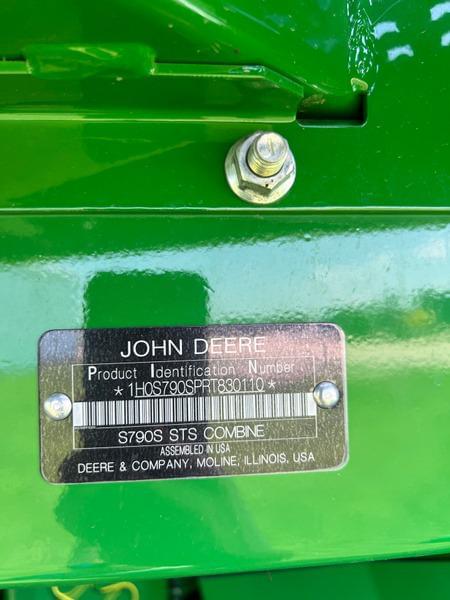 JOHN DEERE
Product Identification Number
*1H0S790SPRT830110*
S790S STS COMBINE
ASSEMBLED IN USA
DEERE & COMPANY, MOLINE, ILLINOIS, USA